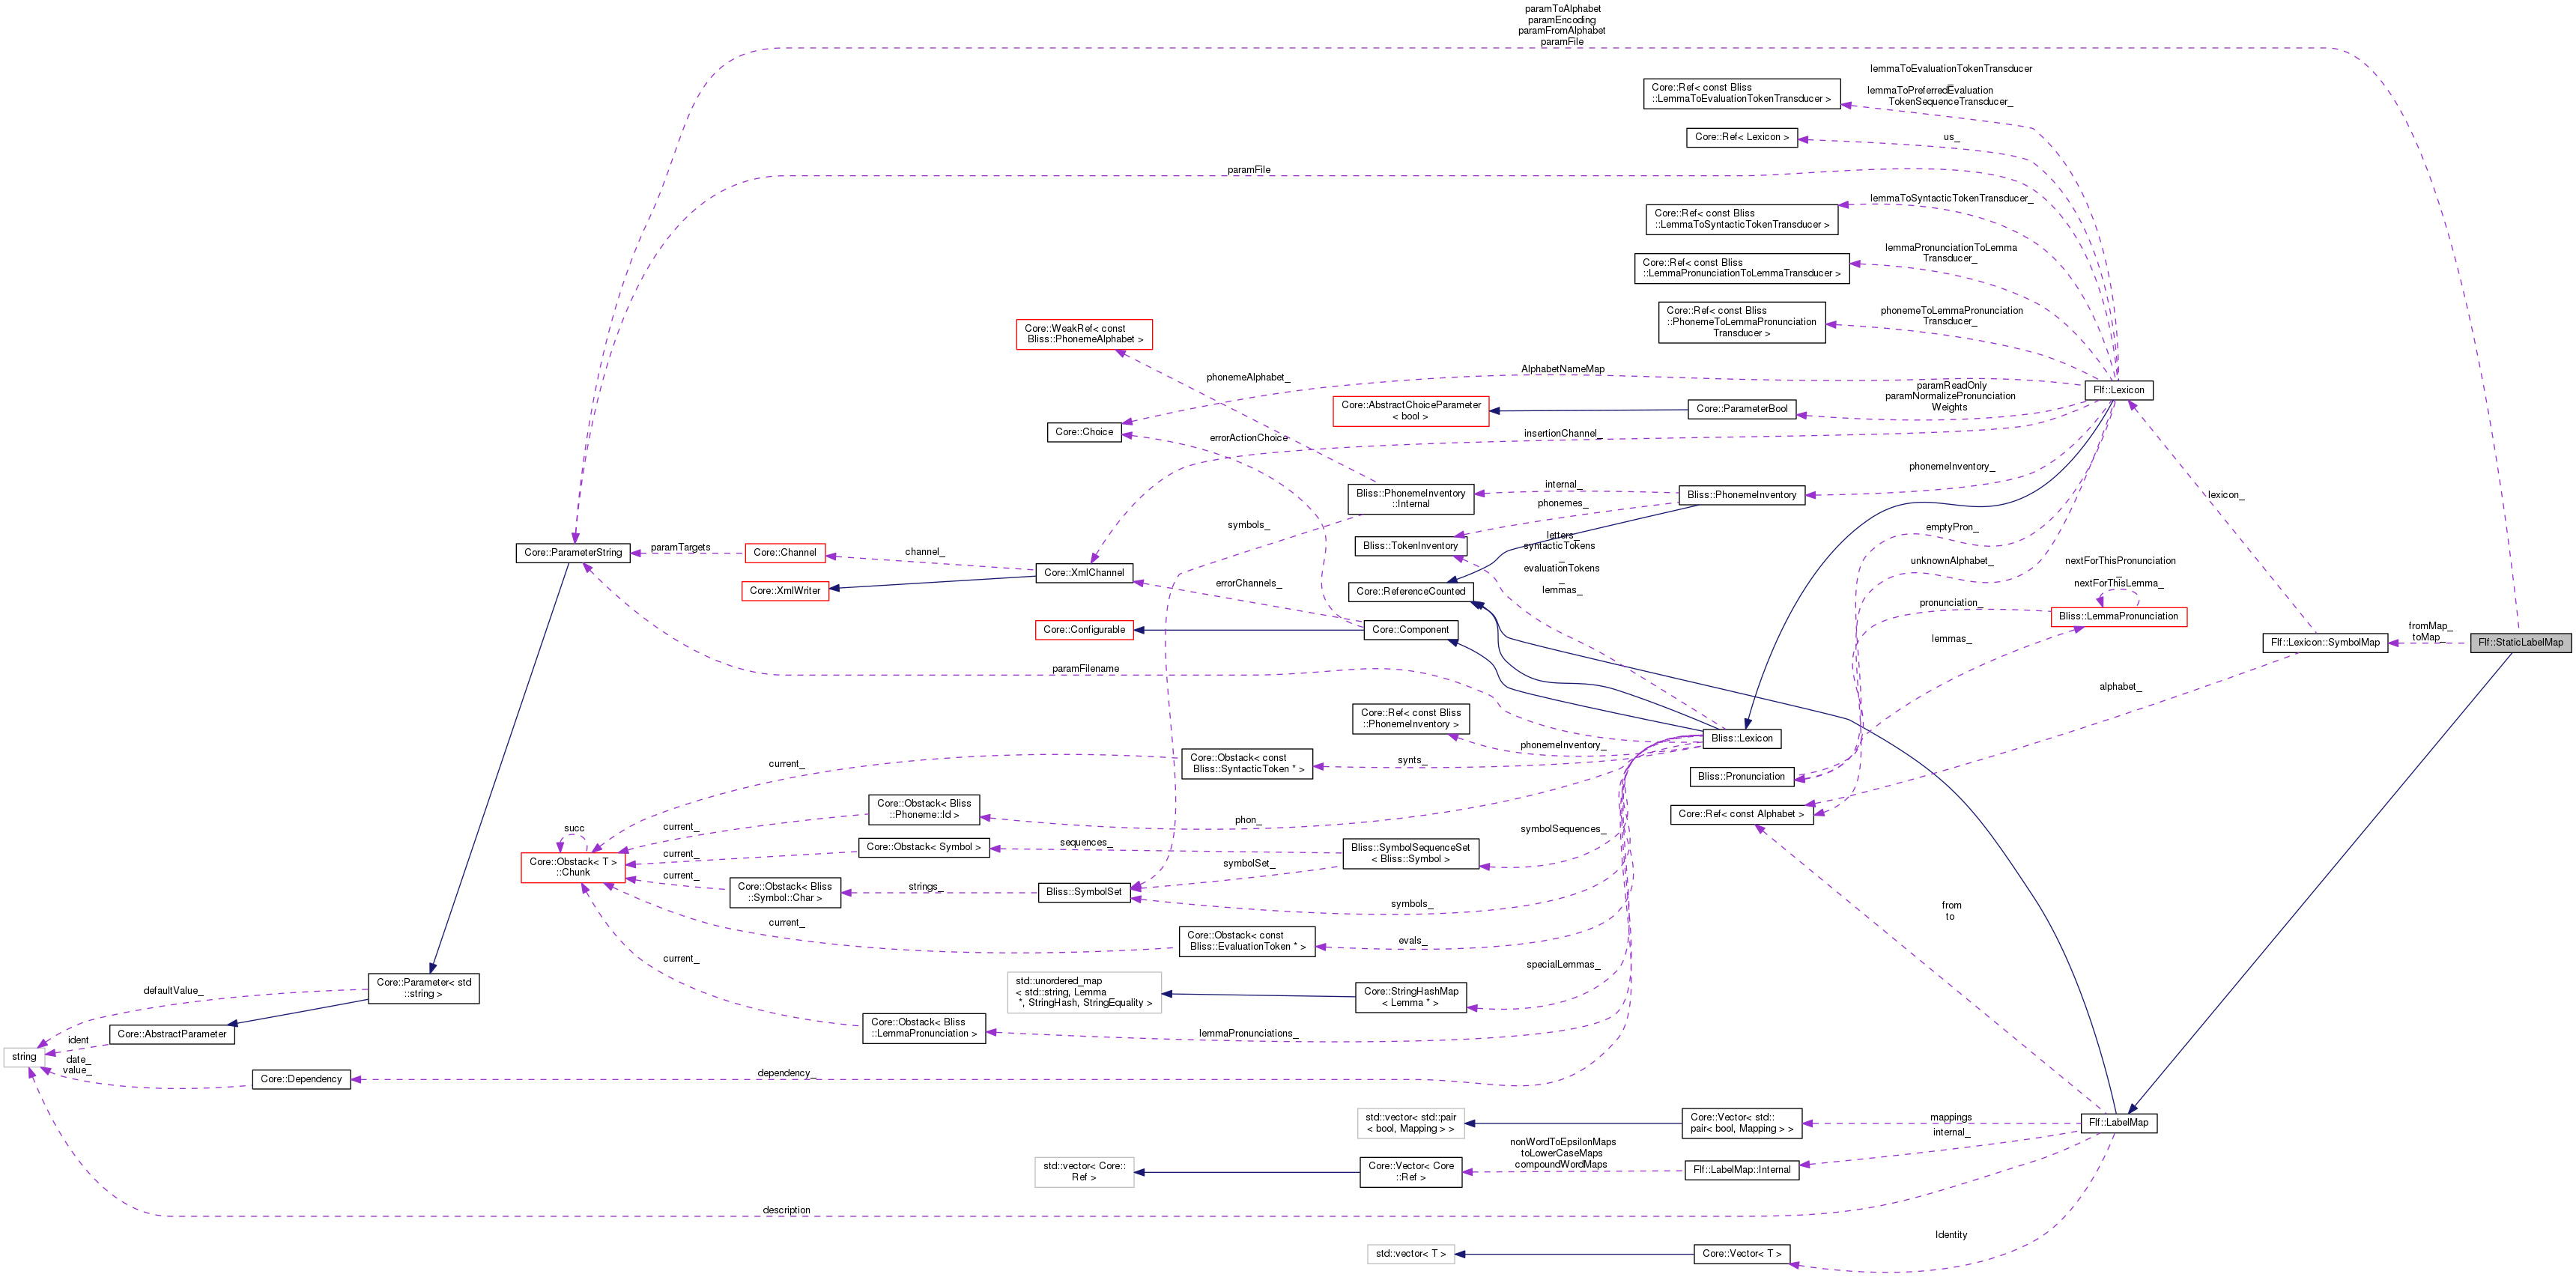 paramToAlphabet
paramEncoding
paramFromAlphabet
paramFile
lemmaToEvaluationTokenTransducer
_
lemmaToPreferredEvaluation
TokenSequenceTransducer_
Core::Ref< const Bliss
::LemmaToEvaluationTokenTransducer >
Core::Ref< Lexicon >
us_
paramFile
lemmaToSyntacticTokenTransducer_
Core::Ref< const Bliss
::LemmaToSyntacticTokenTransducer >
lemmaPronunciationToLemma
Transducer_
Core::Ref< const Bliss
::LemmaPronunciationToLemmaTransducer >
phonemeToLemmaPronunciation
Transducer_
Core::Ref< const Bliss
::PhonemeToLemmaPronunciation
Transducer >
Core::WeakRef< const
Bliss::PhonemeAlphabet >
phonemeAlphabet_
AlphabetNameMap
Flf::Lexicon
paramReadOnly
paramNormalizePronunciation
Weights
Core::AbstractChoiceParameter
< bool >
Core::ParameterBool
Core::Choice
errorActionChoice
insertionChannel_
phonemeInventory_
lexicon_
Bliss::PhonemeInventory
::Internal
internal_
Bliss::PhonemeInventory
phonemes_
symbols_
emptyPron_
Bliss::TokenInventory
letters_
syntacticTokens
_
evaluationTokens
_
lemmas_
Core::ParameterString
paramTargets
Core::Channel
channel_
Core::XmlChannel
unknownAlphabet_
nextForThisPronunciation
_
nextForThisLemma_
Core::XmlWriter
errorChannels_
Core::ReferenceCounted
pronunciation_
Bliss::LemmaPronunciation
Core::Configurable
Core::Component
lemmas_
Flf::Lexicon::SymbolMap
fromMap_
toMap_
Flf::StaticLabelMap
paramFilename
alphabet_
Core::Ref< const Bliss
::PhonemeInventory >
phonemeInventory_
Bliss::Lexicon
Core::Obstack< const
Bliss::SyntacticToken * >
synts_
current_
Bliss::Pronunciation
Core::Obstack< Bliss
::Phoneme::Id >
phon_
current_
Core::Ref< const Alphabet >
succ
Core::Obstack< T >
::Chunk
current_
Core::Obstack< Symbol >
sequences_
Bliss::SymbolSequenceSet
< Bliss::Symbol >
symbolSequences_
symbolSet_
current_
Core::Obstack< Bliss
::Symbol::Char >
strings_
Bliss::SymbolSet
symbols_
from
to
current_
Core::Obstack< const
Bliss::EvaluationToken * >
evals_
current_
specialLemmas_
std::unordered_map
< std::string, Lemma
*, StringHash, StringEquality >
Core::StringHashMap
< Lemma * >
Core::Parameter< std
::string >
defaultValue_
Core::Obstack< Bliss
::LemmaPronunciation >
lemmaPronunciations_
Core::AbstractParameter
ident
string
date_
value_
Core::Dependency
dependency_
std::vector< std::pair
< bool, Mapping > >
Core::Vector< std::
pair< bool, Mapping > >
mappings
Flf::LabelMap
internal_
nonWordToEpsilonMaps
toLowerCaseMaps
compoundWordMaps
std::vector< Core::
Ref >
Core::Vector< Core
::Ref >
Flf::LabelMap::Internal
description
Identity
std::vector< T >
Core::Vector< T >